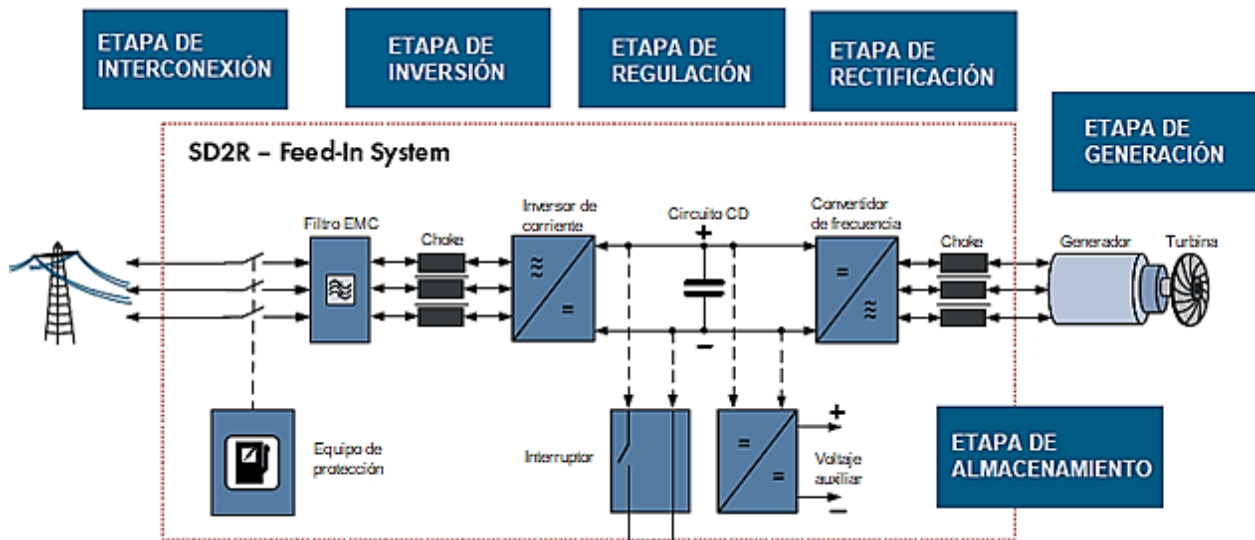 ETAPA DE
INTERCONEXIÓN
ETAPA DE
INVERSIÓN
ETAPA DE
REGULACIÓN
ETAPA DE
RECTIFICACIÓN
ETAPA DE
GENERACIÓN
SD2R – Feed-In System
Filtro EMC
Choke
Inversor de
corriente
Circuito CD
+
Convertidor
de frecuencia
Choke
Generador
Turbina
=
≈
=
≈
–
Equipo de
protección
Interruptor
=
=
+
Voltaje
auxiliar
–
ETAPA DE
ALMACENAMIENTO